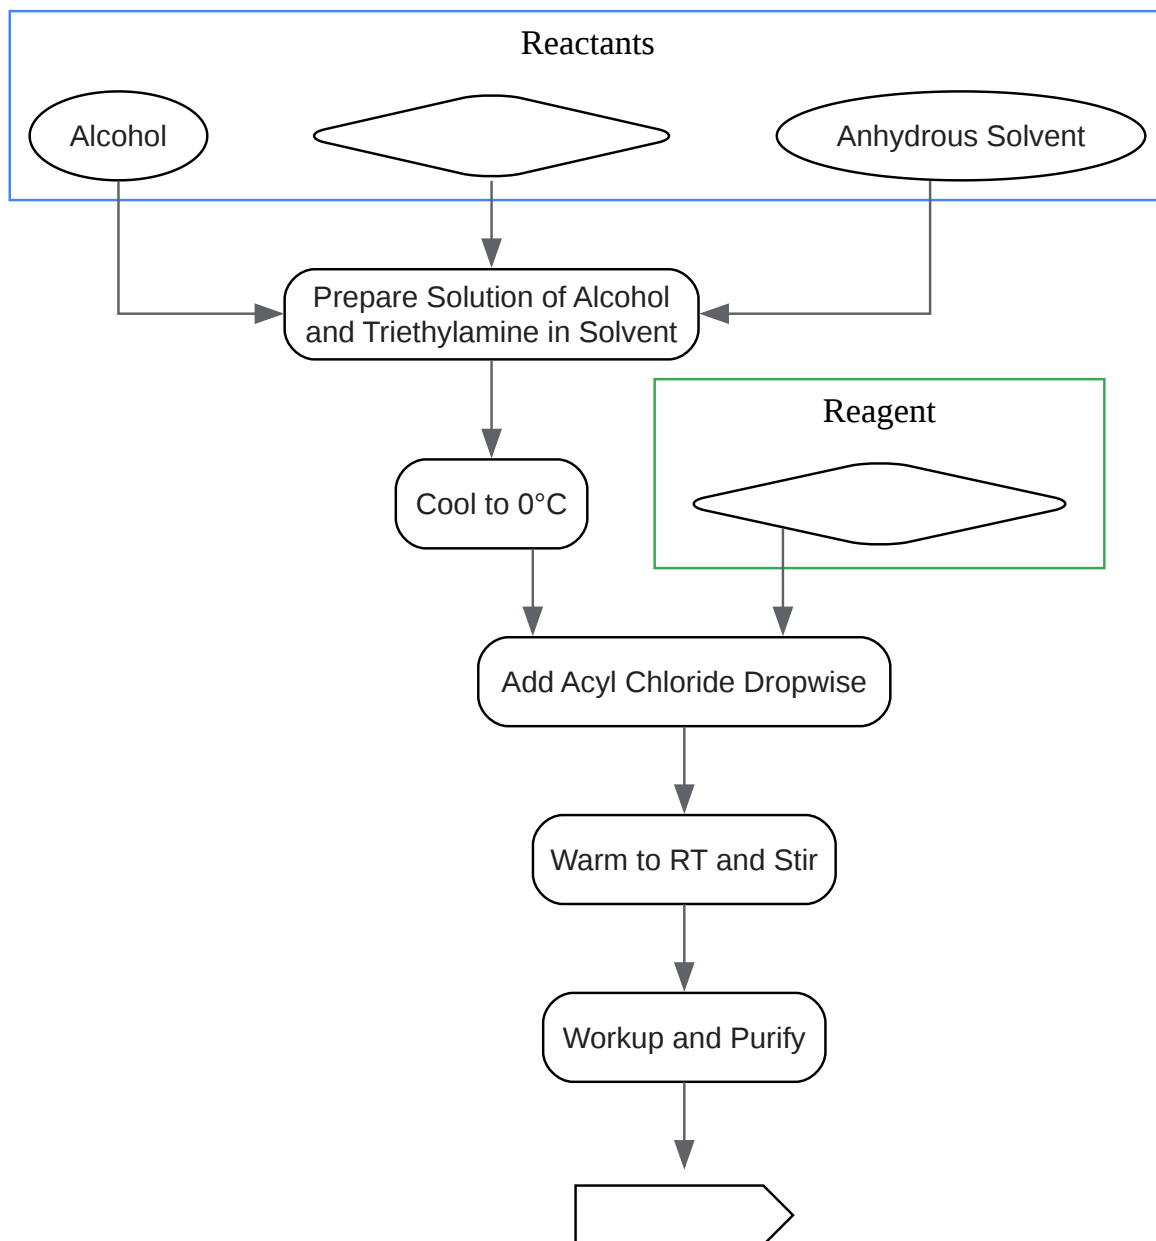 Reactants
Alcohol
Anhydrous Solvent
Prepare Solution of Alcohol
and Triethylamine in Solvent
Reagent
Cool to 0°C
Add Acyl Chloride Dropwise
Warm to RT and Stir
Workup and Purify